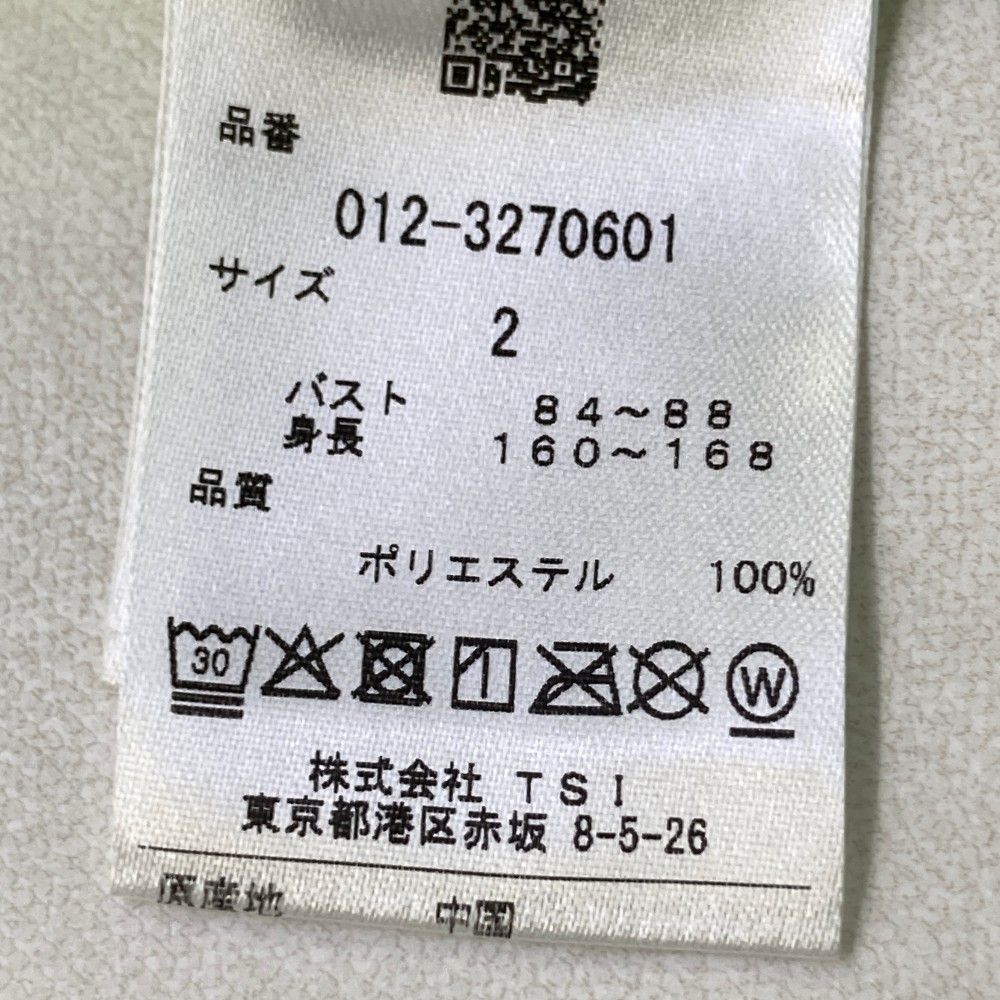 品番
012-3270601
サイズ
2
バスト 84～88
身長 160～168
品質
ポリエステル 100%
30
W
株式会社 TSI
東京都港区赤坂 8-5-26
原産地 中国